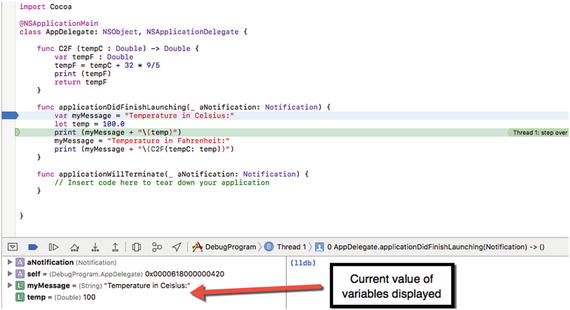 import Cocoa
@NSApplicationMain
class AppDelegate: NSObject, NSApplicationDelegate {
func C2F (tempC : Double) -> Double {
var tempF : Double
tempF = tempC + 32 * 9/5
print (tempF)
return tempF
}
func applicationDidFinishLaunching(_ aNotification: Notification) {
var myMessage = "Temperature in Celsius:"
let temp = 100.0
print (myMessage + "\(temp)")
Thread 1: step over
myMessage = "Temperature in Fahrenheit:"
print (myMessage + "\(C2F(tempC: temp))")
}
func applicationWillTerminate(_ aNotification: Notification) {
// Insert code here to tear down your application
}
}
DebugProgram Thread 1 0 AppDelegate.applicationDidFinishLaunching(Notification) -> ()
A aNotification (Notification)
A self = (DebugProgram.AppDelegate) 0x0000618000000420
L myMessage = (String) "Temperature in Celsius:"
L temp = (Double) 100
(lldb)
Current value of
variables displayed